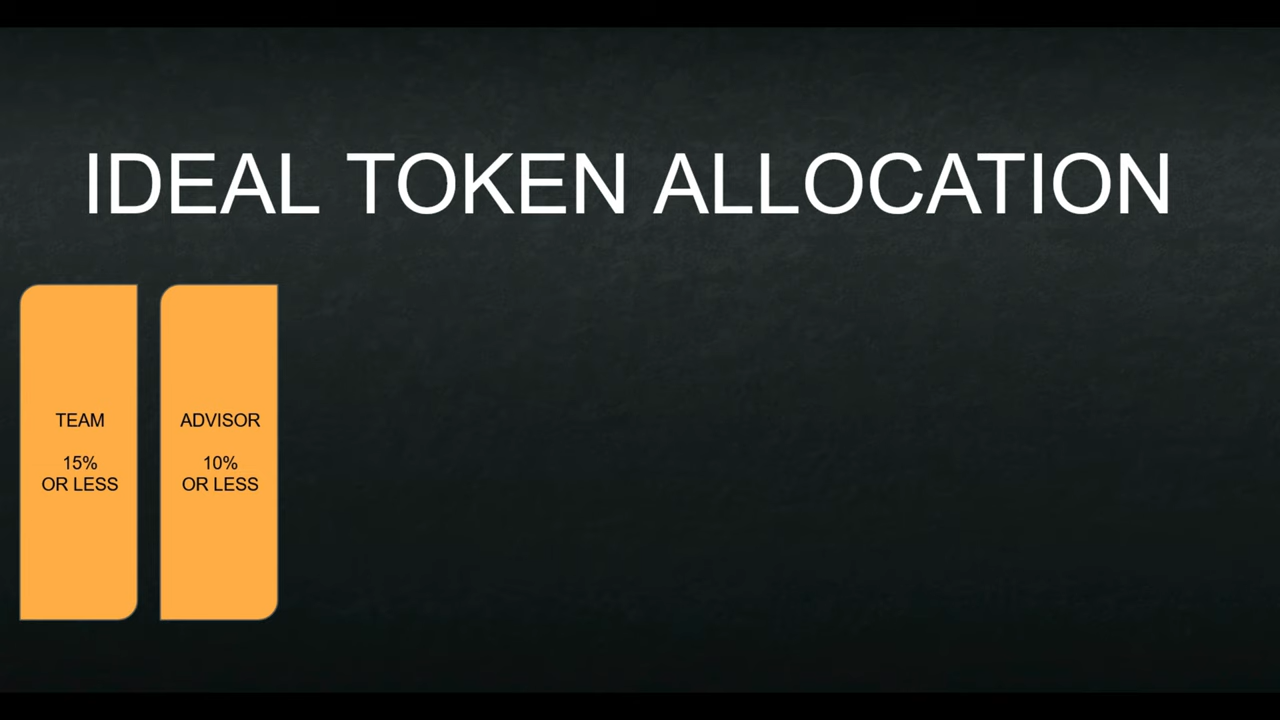 IDEAL TOKEN ALLOCATION
TEAM
15%
OR LESS
ADVISOR
10%
OR LESS